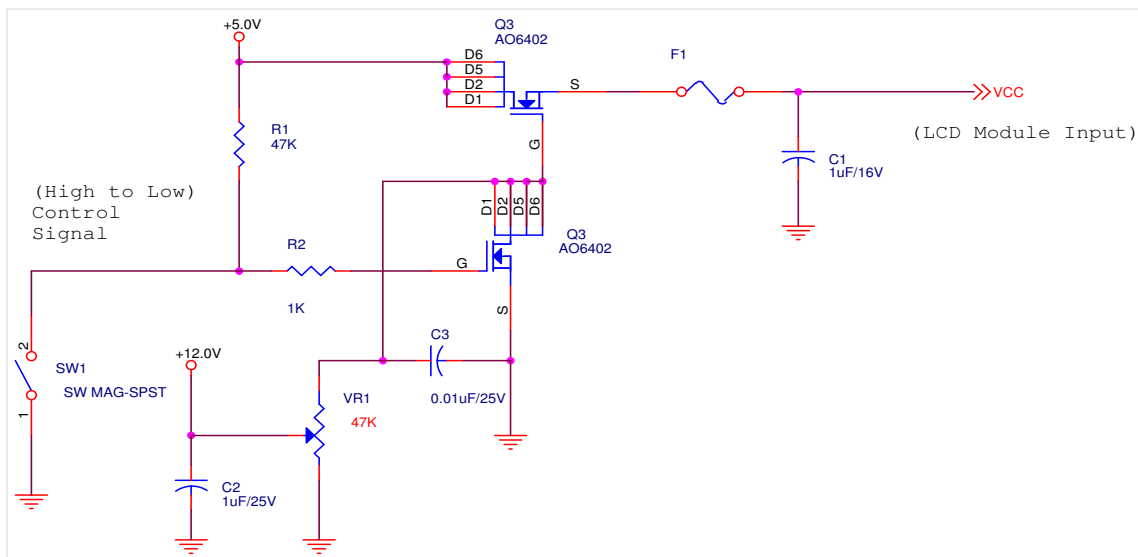 Q3
AO6402
+5.0V
F1
D6
D5
D2
D1
S
VCC
R1
47K
G
(LCD Module Input)
C1
1uF/16V
(High to Low)
Control
Signal
D1
D2
D5
D6
Q3
AO6402
R2
G
1K
S
C3
2
+12.0V
SW1
SW MAG-SPST
VR1
0.01uF/25V
1
47K
C2
1uF/25V